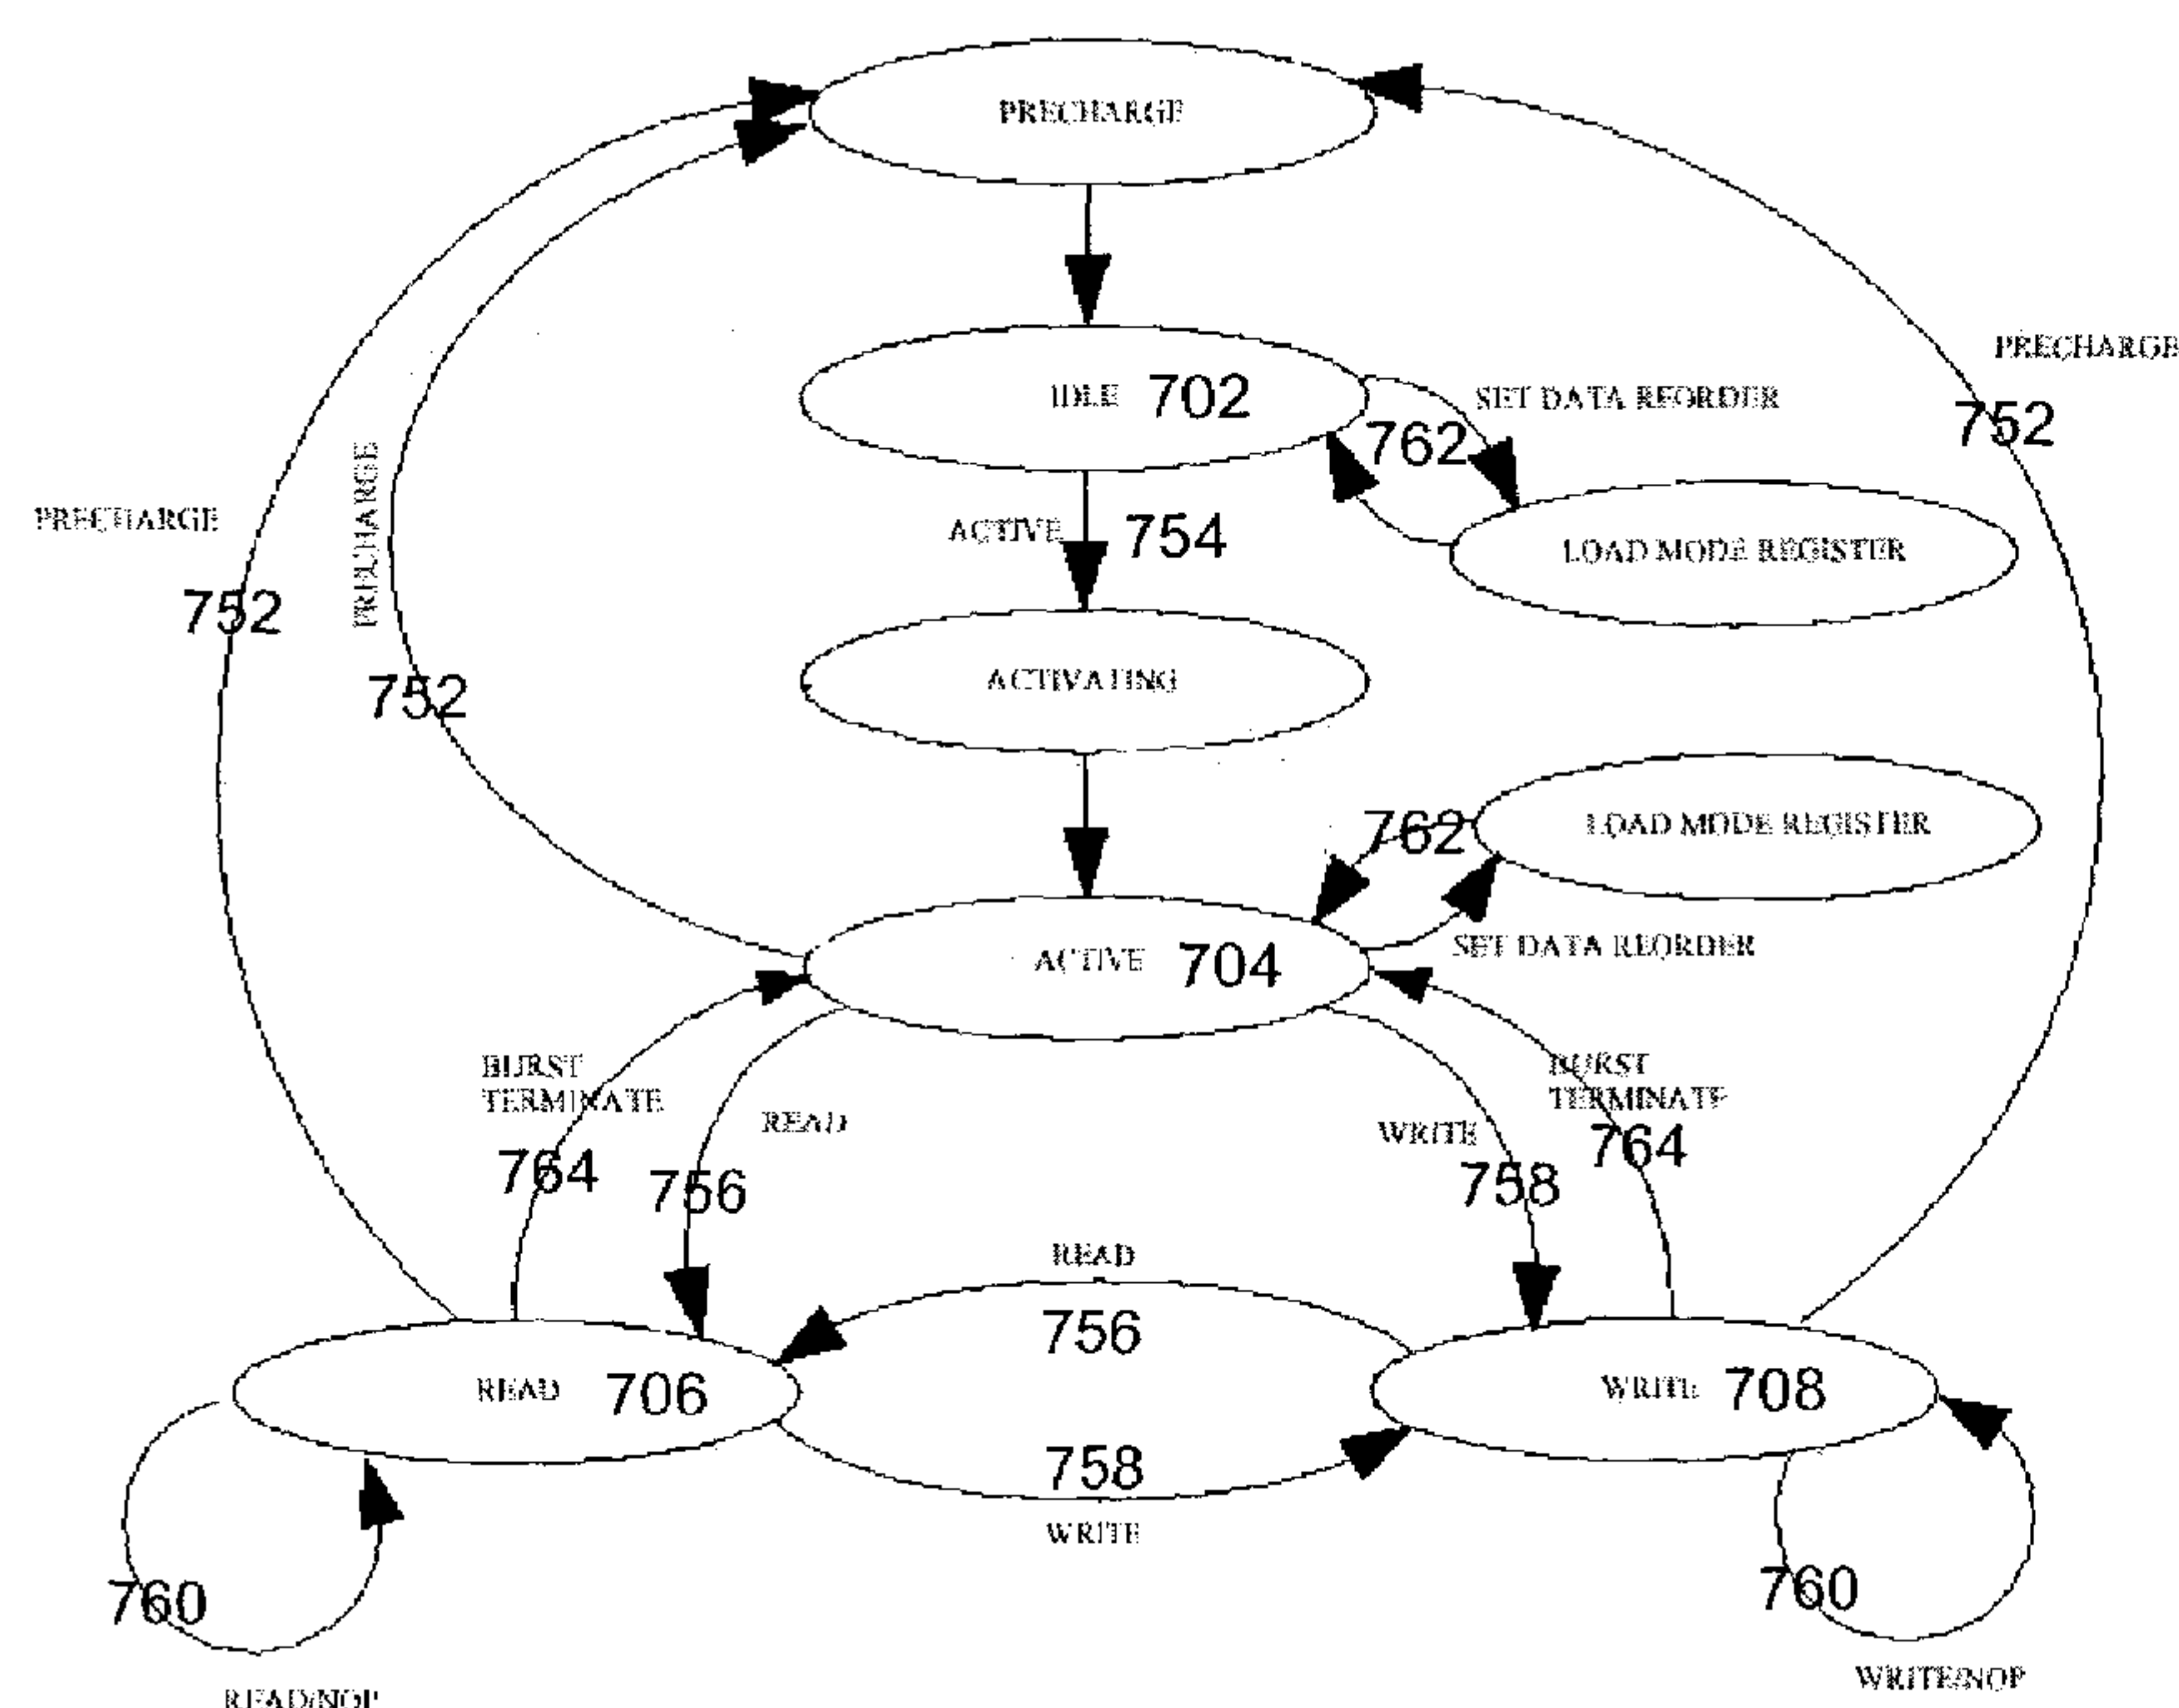 PRECHARGE
PRECHARGE
752
IDLE 702
SET DATA REORDER
762
PRECHARGE
752
PRECHARGE
752
ACTIVE 754
LOAD MODE REGISTER
ACTIVATING
762
LOAD MODE REGISTER
ACTIVE 704
SET DATA REORDER
BURST
TERMINATE
764
READ
756
WRITE
758
BURST
TERMINATE
764
READ
756
READ 706
WRITE 708
758
WRITE
760
READ/NOP
760
WRITE/NOP